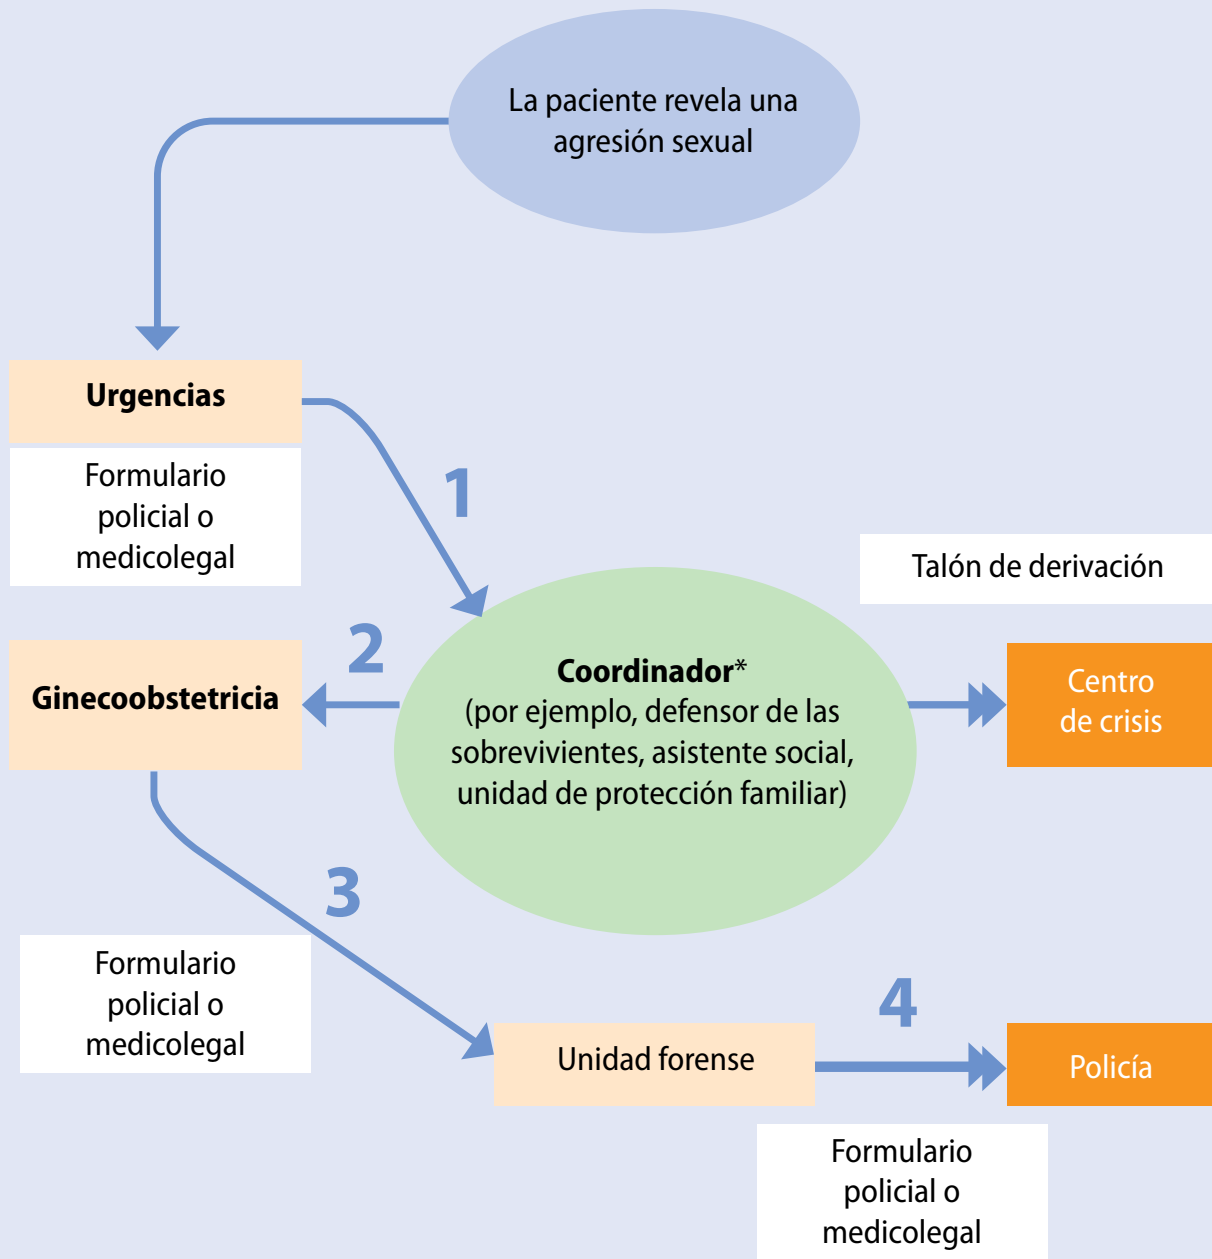 La paciente revela una
agresión sexual
Urgencias
Formulario
policial o
medicolegal
1
Talón de derivación
2
Ginecoobstetricia
Coordinador*
(por ejemplo, defensor de las
sobrevivientes, asistente social,
unidad de protección familiar)
Centro
de crisis
3
Formulario
policial o
medicolegal
Unidad forense
4
Policía
Formulario
policial o
medicolegal